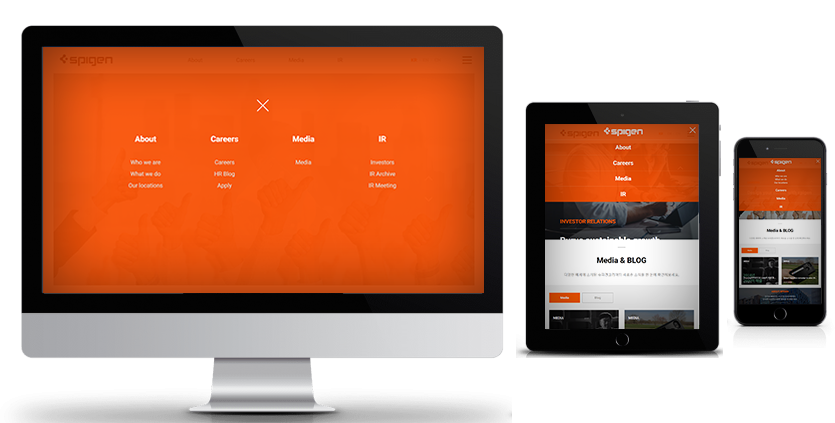 spigen
About
Careers
Media
IR
Who we are
What we do
Our locations
Careers
HR Blog
Apply
Media
Investors
IR Archive
IR Meeting
spigen
spigen
About
Careers
Media
IR
INVESTOR RELATIONS
Media & BLOG
Media
Blog
MEDIA
MEDIA
spigen
About
Careers
Media
IR
Media & BLOG